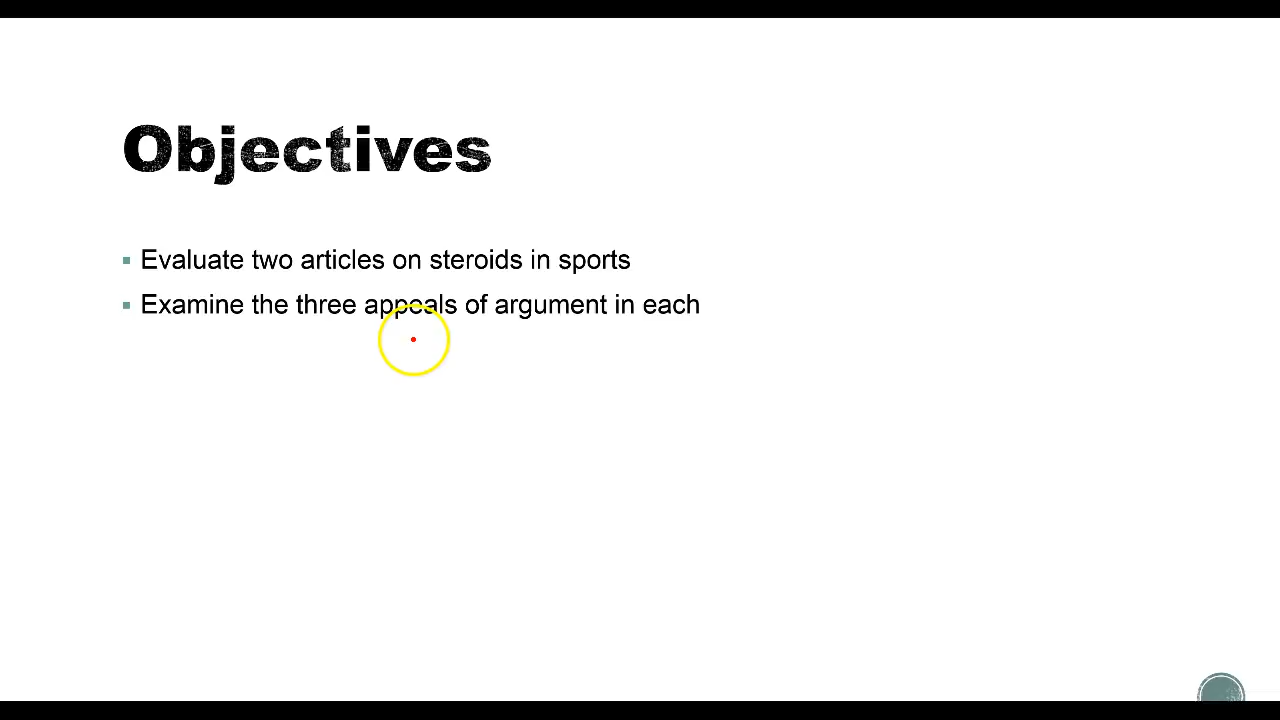 Objectives
Evaluate two articles on steroids in sports
Examine the three appeals of argument in each